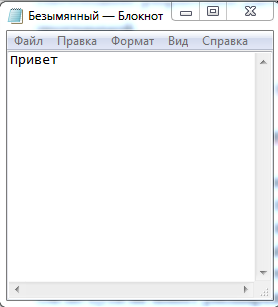 Безымянный — Блокнот
Файл Правка Формат Вид Справка
Привет